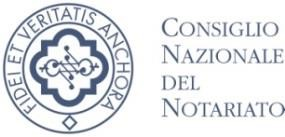 FIDEI ET VERITATIS ANCHORA
CONSIGLIO
NAZIONALE
DEL
NOTARIATO